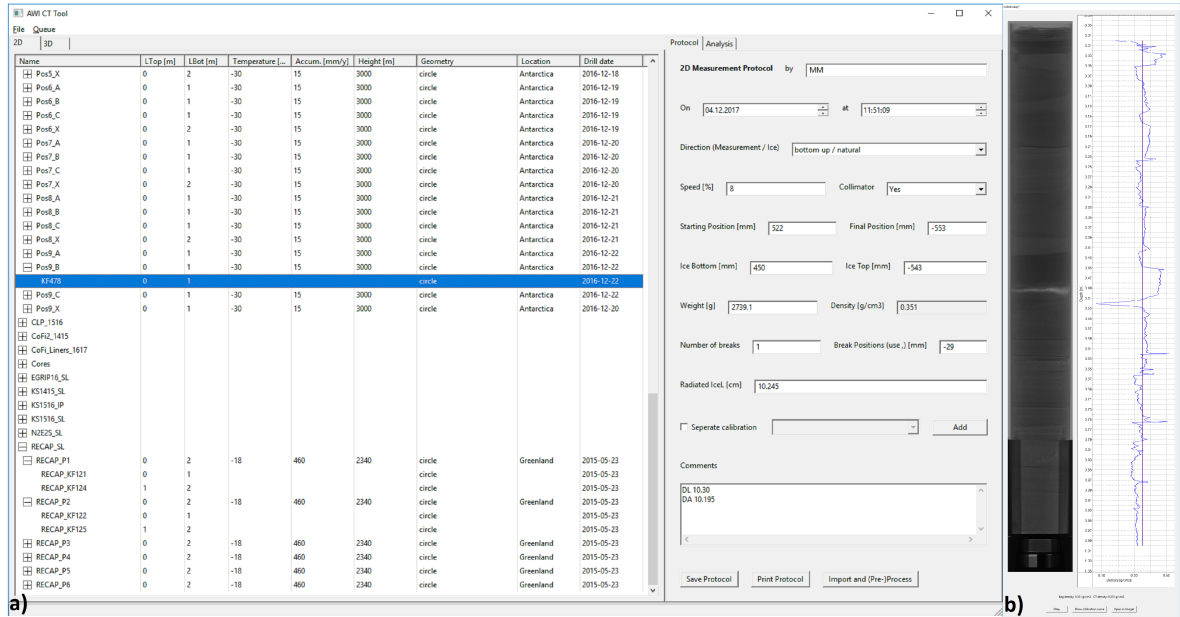 AWI CT Tool
File Queue
2D 3D
Name LTop [m] LBot [m] Temperature [... Accum. [mm/y] Height [m] Geometry Location Drill date
Pos5_X 0 2 -30 15 3000 circle Antarctica 2016-12-18
Pos6_A 0 1 -30 15 3000 circle Antarctica 2016-12-19
Pos6_B 0 1 -30 15 3000 circle Antarctica 2016-12-19
Pos6_C 0 1 -30 15 3000 circle Antarctica 2016-12-19
Pos6_X 0 2 -30 15 3000 circle Antarctica 2016-12-19
Pos7_A 0 1 -30 15 3000 circle Antarctica 2016-12-20
Pos7_B 0 1 -30 15 3000 circle Antarctica 2016-12-20
Pos7_C 0 1 -30 15 3000 circle Antarctica 2016-12-20
Pos7_X 0 2 -30 15 3000 circle Antarctica 2016-12-20
Pos8_A 0 1 -30 15 3000 circle Antarctica 2016-12-21
Pos8_B 0 1 -30 15 3000 circle Antarctica 2016-12-21
Pos8_C 0 1 -30 15 3000 circle Antarctica 2016-12-21
Pos8_X 0 2 -30 15 3000 circle Antarctica 2016-12-21
Pos9_A 0 1 -30 15 3000 circle Antarctica 2016-12-22
Pos9_B 0 1 -30 15 3000 circle Antarctica 2016-12-22
KF478 0 1 circle 2016-12-22
Pos9_C 0 1 -30 15 3000 circle Antarctica 2016-12-22
Pos9_X 0 2 -30 15 3000 circle Antarctica 2016-12-22
CLP_1516
CoFi2_1415
CoFi_Liners_1617
Cores
EGRIP16_SL
KS1415_SL
KS1516_IP
KS1516_SL
N2E2S_SL
RECAP_SL
RECAP_P1 0 2 -18 460 2340 circle Greenland 2015-05-23
RECAP_KF121 0 1 circle 2015-05-23
RECAP_KF124 1 2 circle 2015-05-23
RECAP_P2 0 2 -18 460 2340 circle Greenland 2015-05-23
RECAP_KF122 0 1 circle 2015-05-23
RECAP_KF125 1 2 circle 2015-05-23
RECAP_P3 0 2 -18 460 2340 circle Greenland 2015-05-23
RECAP_P4 0 2 -18 460 2340 circle Greenland 2015-05-23
RECAP_P5 0 2 -18 460 2340 circle Greenland 2015-05-23
RECAP_P6 0 2 -18 460 2340 circle Greenland 2015-05-23
a)
Protocol Analysis
2D Measurement Protocol by MM
On 04.12.2017 at 11:51:09
Direction (Measurement / Ice) bottom up / natural
Speed [%] 8 Collimator Yes
Starting Position [mm] 522 Final Position [mm] -553
Ice Bottom [mm] 450 Ice Top [mm] -543
Weight [g] 2739.1 Density [g/cm3] 0.351
Number of breaks 1 Break Positions (use ,) [mm] -29
Radiated IceL [cm] 10.245
Seperate calibration Add
Comments
DL 10.30
DA 10.195
Save Protocol Print Protocol Import and (Pre-)Process
b)